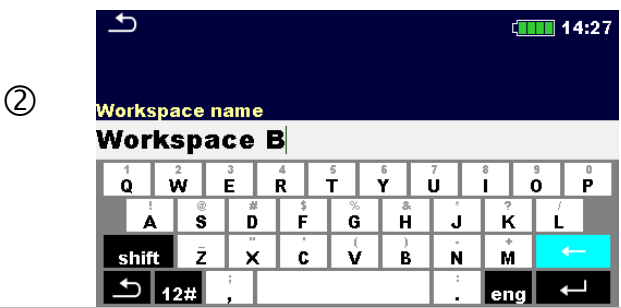 ②
14:27
Workspace name
Workspace B
1 2 3 4 5 6 7 8 9 0
Q W E R T Y U I O P
! @ # $ % & * ? /
A S D F G H J K L
_ " ' ( ) - +
shift Z X C V B N M ←
; :
12# , . eng